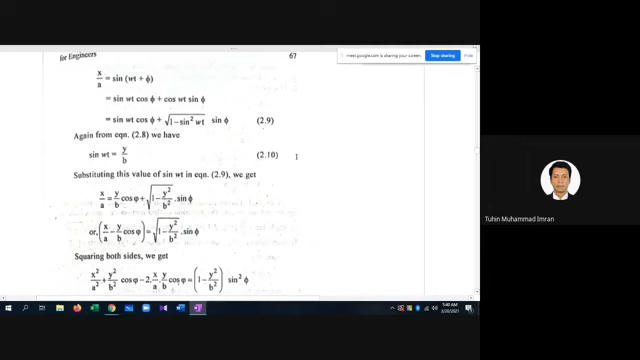 for Engineers 67
meet.google.com is sharing your screen. Stop sharing Hide
x/a = sin (wt + ϕ)
= sin wt cos ϕ + cos wt sin ϕ
= sin wt cos ϕ + √(1−sin² wt) sin ϕ (2.9)
Again from eqn. (2.8) we have
sin wt = y/b (2.10)
Substituting this value of sin wt in eqn. (2.9), we get
x/a = y/b cos φ + √(1−y²/b²) .sin ϕ
or, (x/a − y/b cos φ) = √(1−y²/b²) .sin ϕ
Squaring both sides, we get
x²/a² + y²/b² cos φ − 2. x/a . y/b cos φ = (1−y²/b²) sin² ϕ
Tuhin Muhammad Imran
5:40 AM
3/20/2021